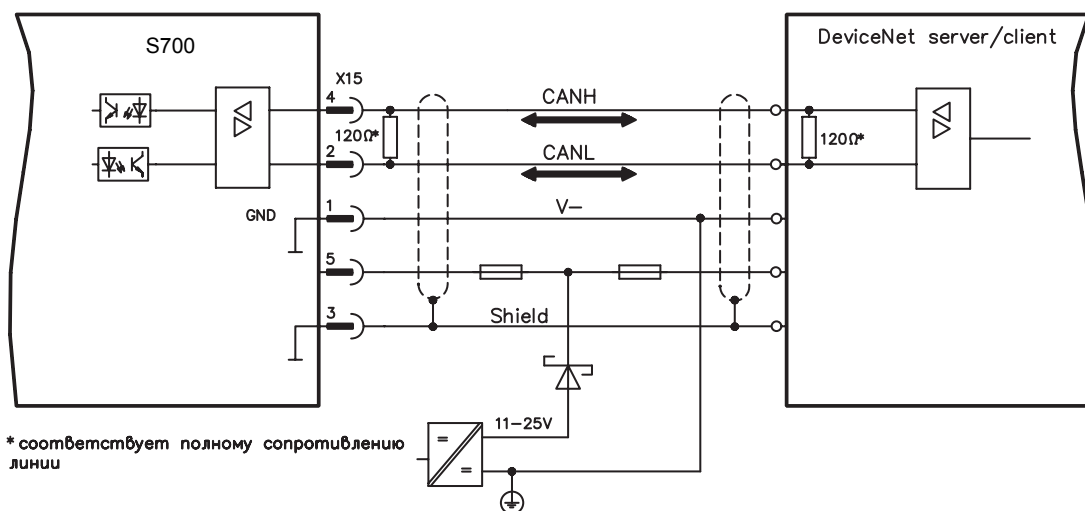 S700
DeviceNet server/client
X15
4
CANH
120Ω*
120Ω*
2
CANL
1
V−
GND
5
3
Shield
11−25V
* соответствует полному сопротивлению
линии